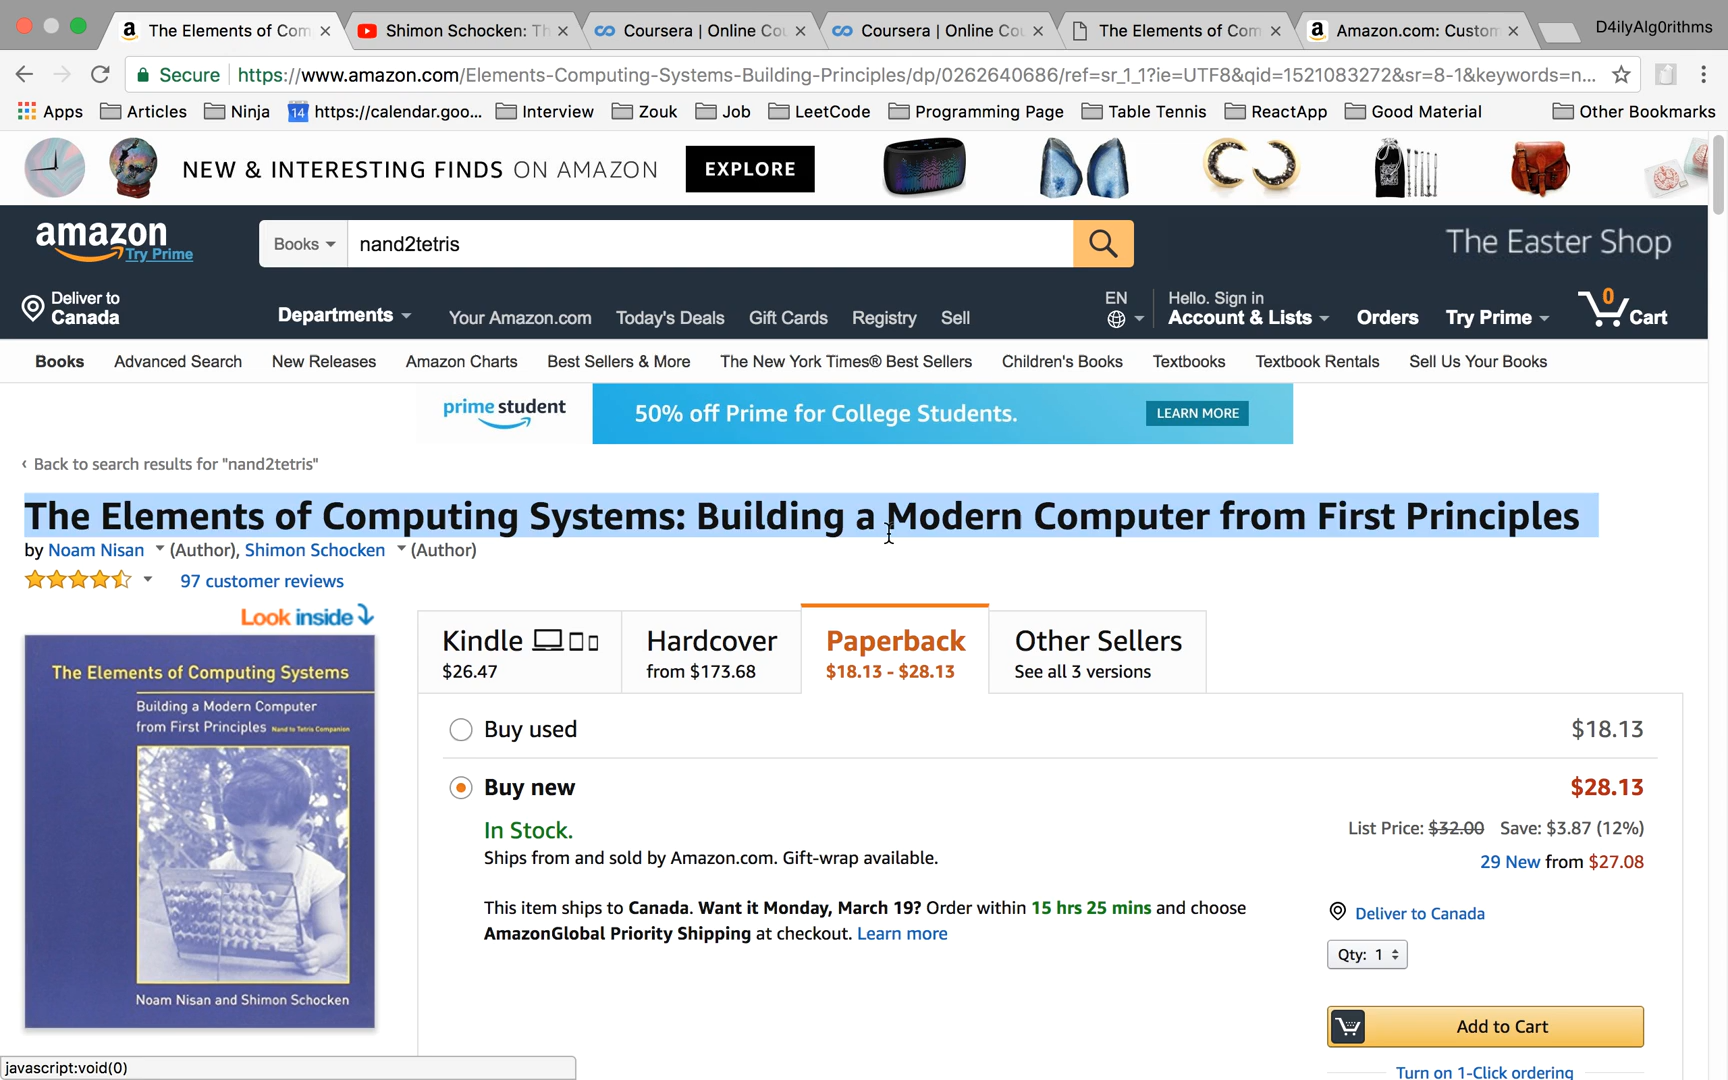 The Elements of Com
Shimon Schocken: Th
Coursera | Online Cou
Coursera | Online Cou
The Elements of Com
Amazon.com: Custom
D4ilyAlg0rithms
Secure https://www.amazon.com/Elements-Computing-Systems-Building-Principles/dp/0262640686/ref=sr_1_1?ie=UTF8&qid=1521083272&sr=8-1&keywords=n...
Apps Articles Ninja 14 https://calendar.goo... Interview Zouk Job LeetCode Programming Page Table Tennis ReactApp Good Material Other Bookmarks
NEW & INTERESTING FINDS ON AMAZON EXPLORE
amazon
Try Prime
Books nand2tetris
The Easter Shop
Deliver to
Canada
Departments Your Amazon.com Today's Deals Gift Cards Registry Sell
EN
Hello. Sign in
Account & Lists Orders Try Prime 0 Cart
Books Advanced Search New Releases Amazon Charts Best Sellers & More The New York Times® Best Sellers Children's Books Textbooks Textbook Rentals Sell Us Your Books
prime student 50% off Prime for College Students. LEARN MORE
‹ Back to search results for "nand2tetris"
The Elements of Computing Systems: Building a Modern Computer from First Principles
by Noam Nisan (Author), Shimon Schocken (Author)
97 customer reviews
Look inside
The Elements of Computing Systems
Building a Modern Computer
from First Principles Nand to Tetris Companion
Noam Nisan and Shimon Schocken
Kindle
$26.47
Hardcover
from $173.68
Paperback
$18.13 - $28.13
Other Sellers
See all 3 versions
Buy used $18.13
Buy new $28.13
In Stock.
Ships from and sold by Amazon.com. Gift-wrap available.
List Price: $32.00 Save: $3.87 (12%)
29 New from $27.08
This item ships to Canada. Want it Monday, March 19? Order within 15 hrs 25 mins and choose
AmazonGlobal Priority Shipping at checkout. Learn more
Deliver to Canada
Qty: 1
Add to Cart
Turn on 1-Click ordering
javascript:void(0)